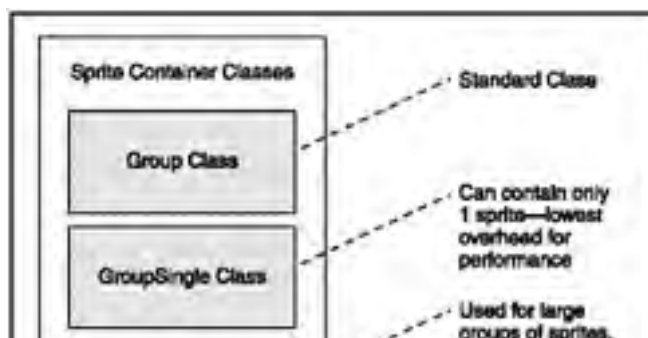 Sprite Container Classes
Standard Class
Group Class
Can contain only
1 sprite—lowest
overhead for
performance
GroupSingle Class
Used for large
groups of sprites,